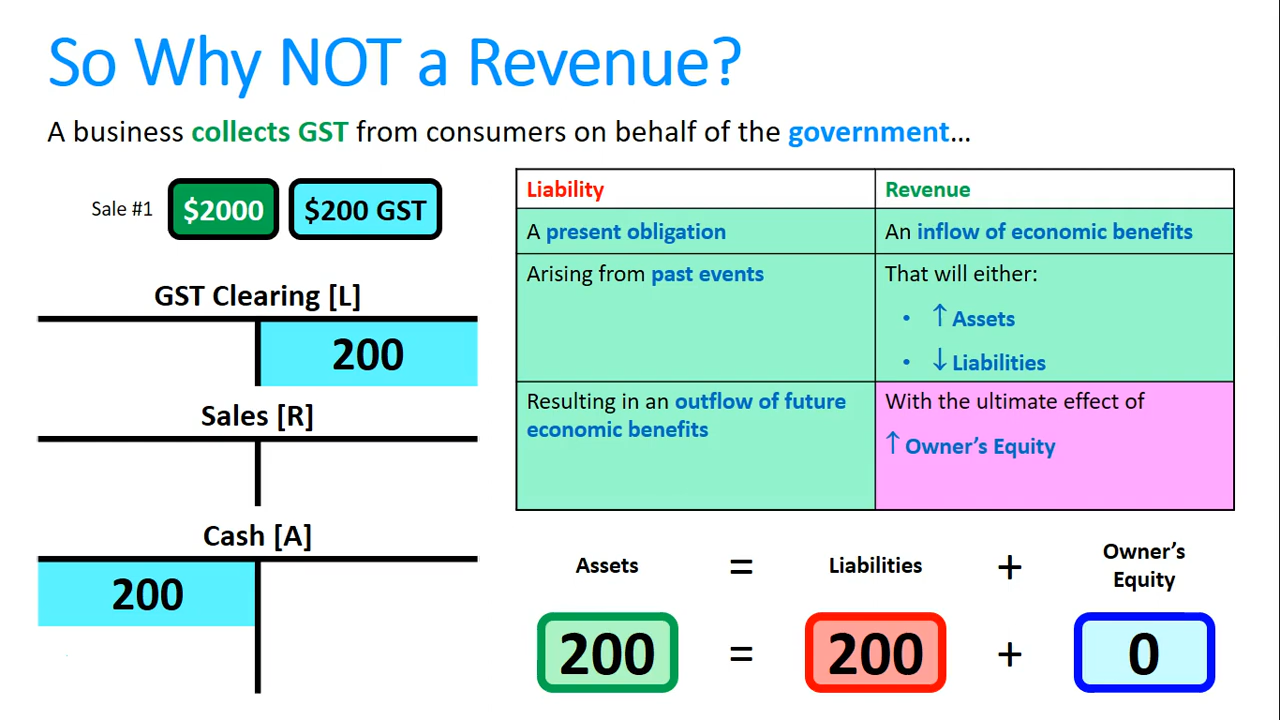 So Why NOT a Revenue?
A business collects GST from consumers on behalf of the government...
Sale #1 $2000 $200 GST
GST Clearing [L]
200
Sales [R]
Cash [A]
200
Liability Revenue
A present obligation An inflow of economic benefits
Arising from past events That will either:
• ↑ Assets
• ↓ Liabilities
Resulting in an outflow of future With the ultimate effect of
economic benefits ↑ Owner's Equity
Assets = Liabilities + Owner's
Equity
200 = 200 + 0